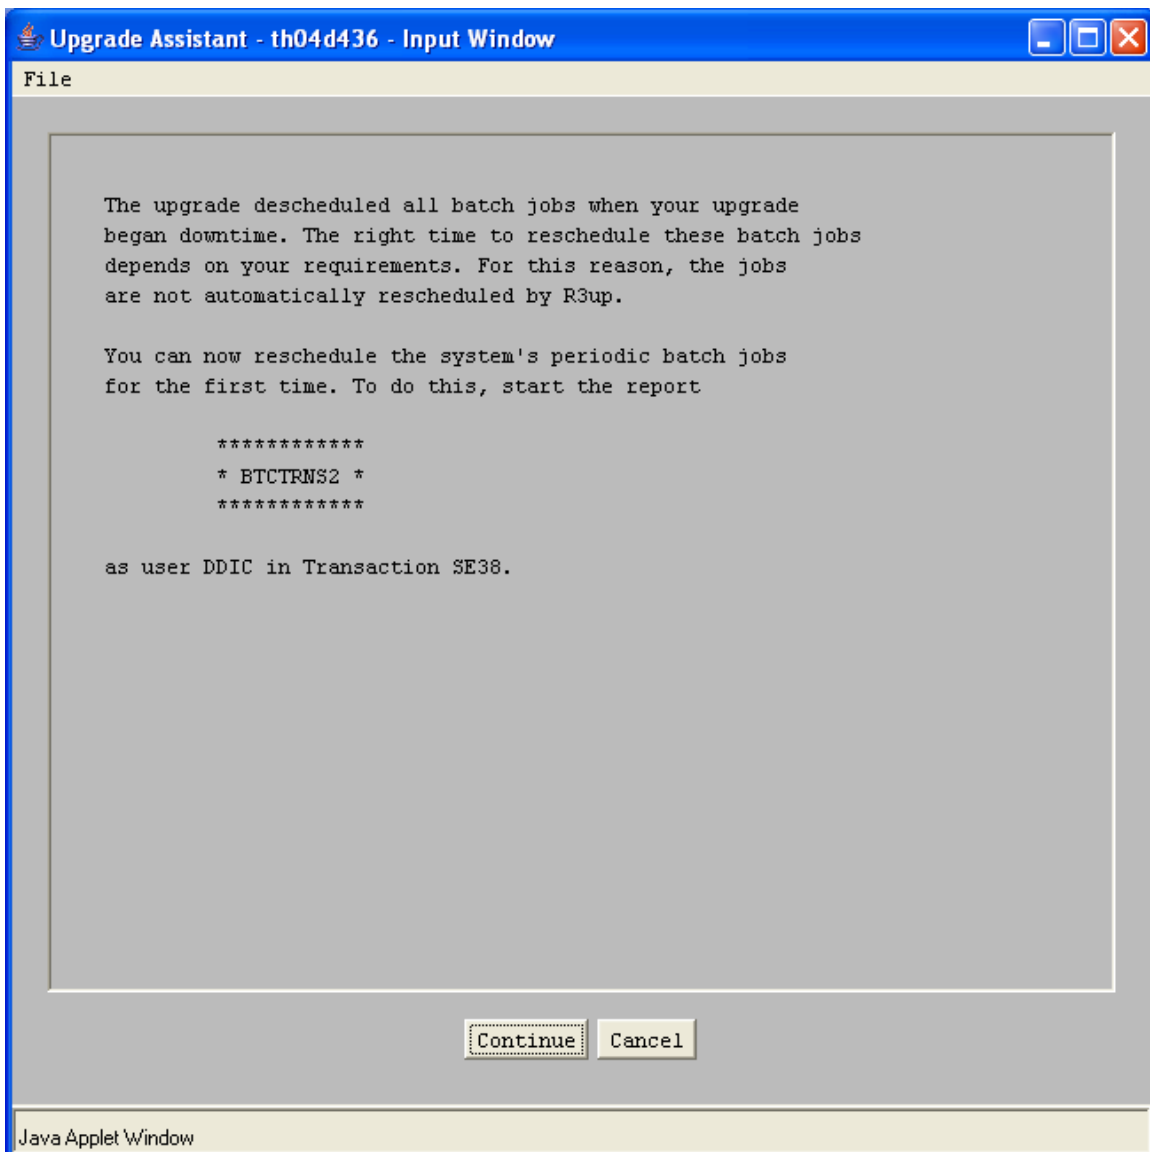 Upgrade Assistant - th04d436 - Input Window
File
The upgrade descheduled all batch jobs when your upgrade
began downtime. The right time to reschedule these batch jobs
depends on your requirements. For this reason, the jobs
are not automatically rescheduled by R3up.
You can now reschedule the system's periodic batch jobs
for the first time. To do this, start the report
************
* BTCTRNS2 *
************
as user DDIC in Transaction SE38.
Continue Cancel
Java Applet Window